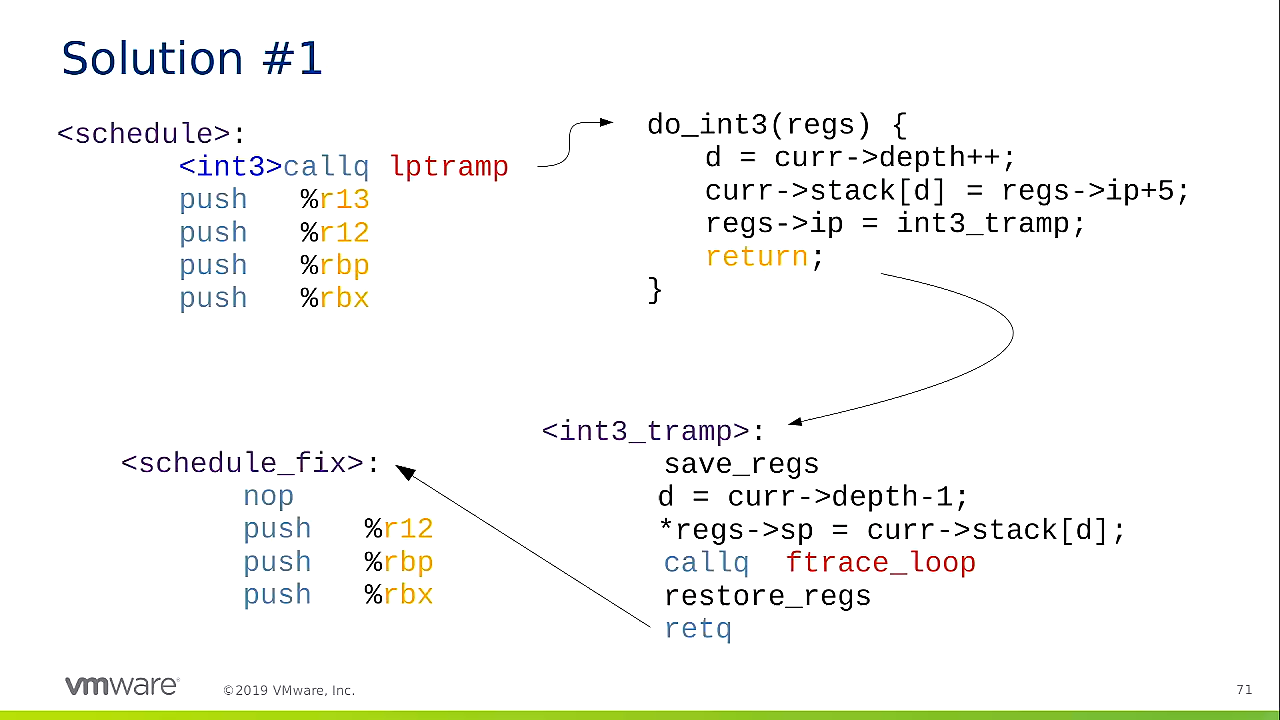 Solution #1
<schedule>:
<int3>callq lptramp
push %r13
push %r12
push %rbp
push %rbx
do_int3(regs) {
d = curr->depth++;
curr->stack[d] = regs->ip+5;
regs->ip = int3_tramp;
return;
}
<int3_tramp>:
save_regs
d = curr->depth-1;
*regs->sp = curr->stack[d];
callq ftrace_loop
restore_regs
retq
<schedule_fix>:
nop
push %r12
push %rbp
push %rbx
vmware
©2019 VMware, Inc.
71